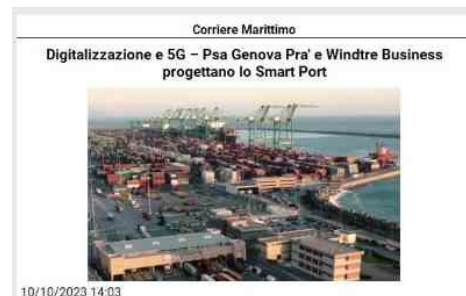 Corriere Marittimo
Digitalizzazione e 5G – Psa Genova Pra' e Windtre Business
progettano lo Smart Port
10/10/2023 14:03